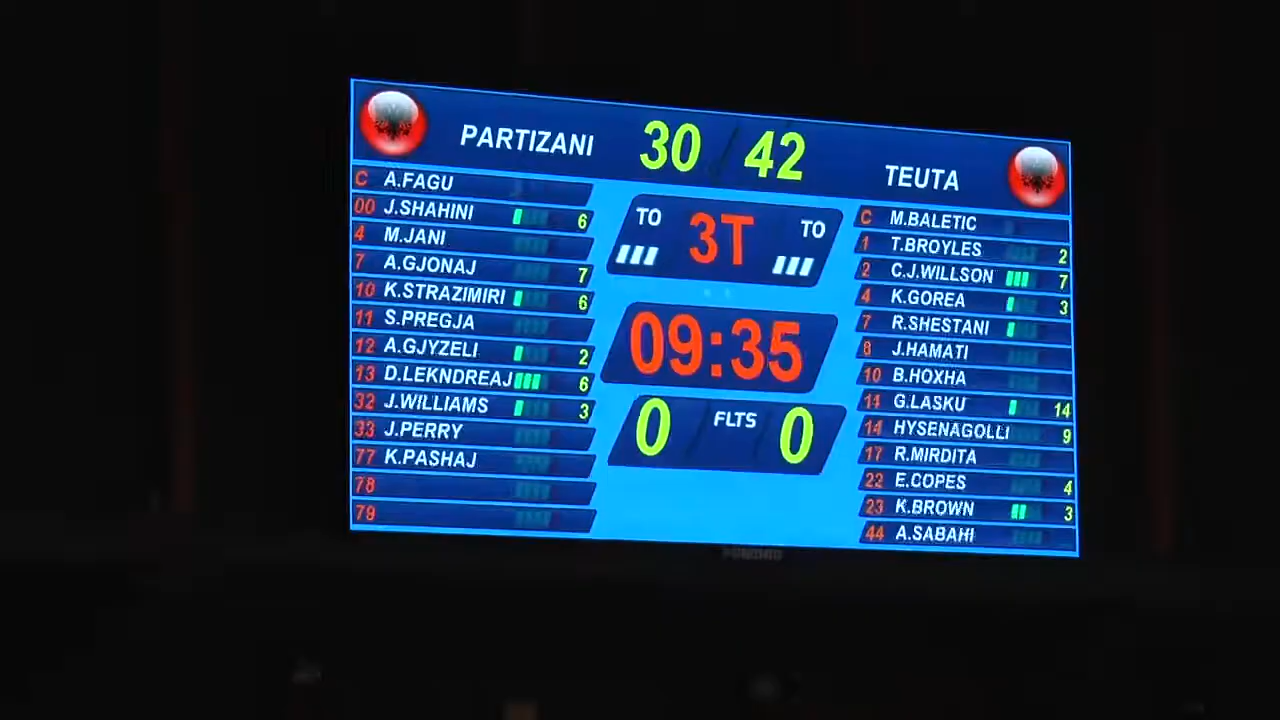 PARTIZANI 30 / 42 TEUTA
C A.FAGU
00 J.SHAHINI 6
4 M.JANI
7 A.GJONAJ 7
10 K.STRAZIMIRI 6
11 S.PREGJA
12 A.GJYZELI 2
13 D.LEKNDREAJ 6
32 J.WILLIAMS 3
33 J.PERRY
77 K.PASHAJ
78
79
TO 3T TO
09:35
0 FLTS 0
C M.BALETIC
1 T.BROYLES 2
2 C.J.WILLSON 7
4 K.GOREA 3
7 R.SHESTANI
8 J.HAMATI
10 B.HOXHA
11 G.LASKU 14
14 HYSENAGOLLI 9
17 R.MIRDITA
22 E.COPES 4
23 K.BROWN 3
44 A.SABAHI